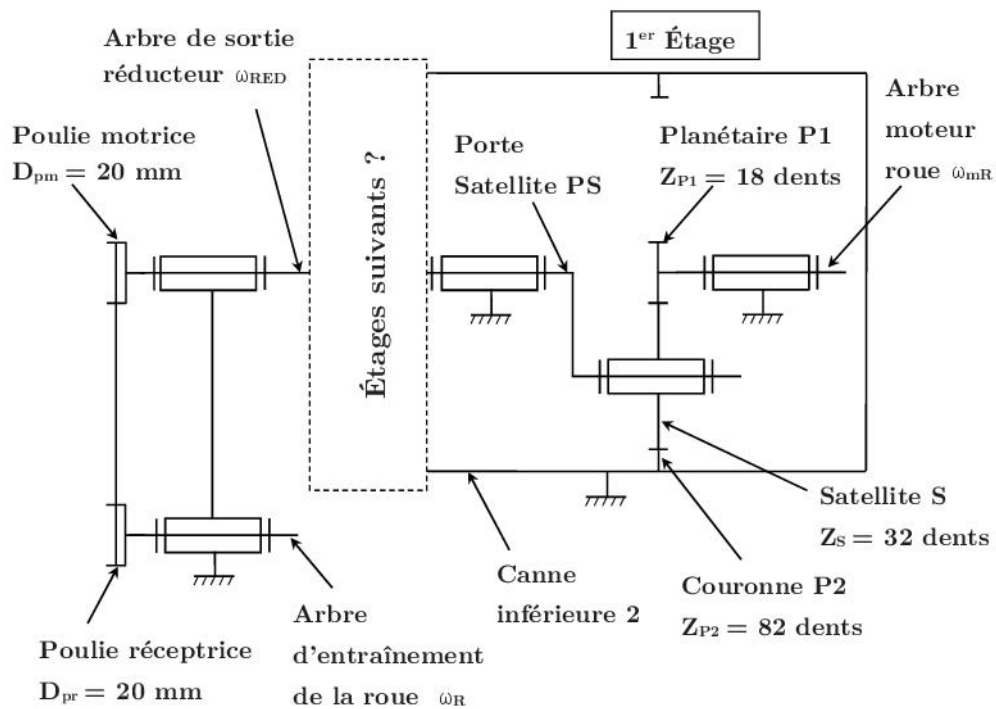 1er Étage
Arbre de sortie
réducteur ωRED
Arbre
moteur
roue ωmR
Poulie motrice
Dpm = 20 mm
Porte
Satellite PS
Planétaire P1
ZP1 = 18 dents
Étages suivants ?
Satellite S
ZS = 32 dents
Canne
inférieure 2
Couronne P2
ZP2 = 82 dents
Arbre
d'entraînement
de la roue ωR
Poulie réceptrice
Dpr = 20 mm